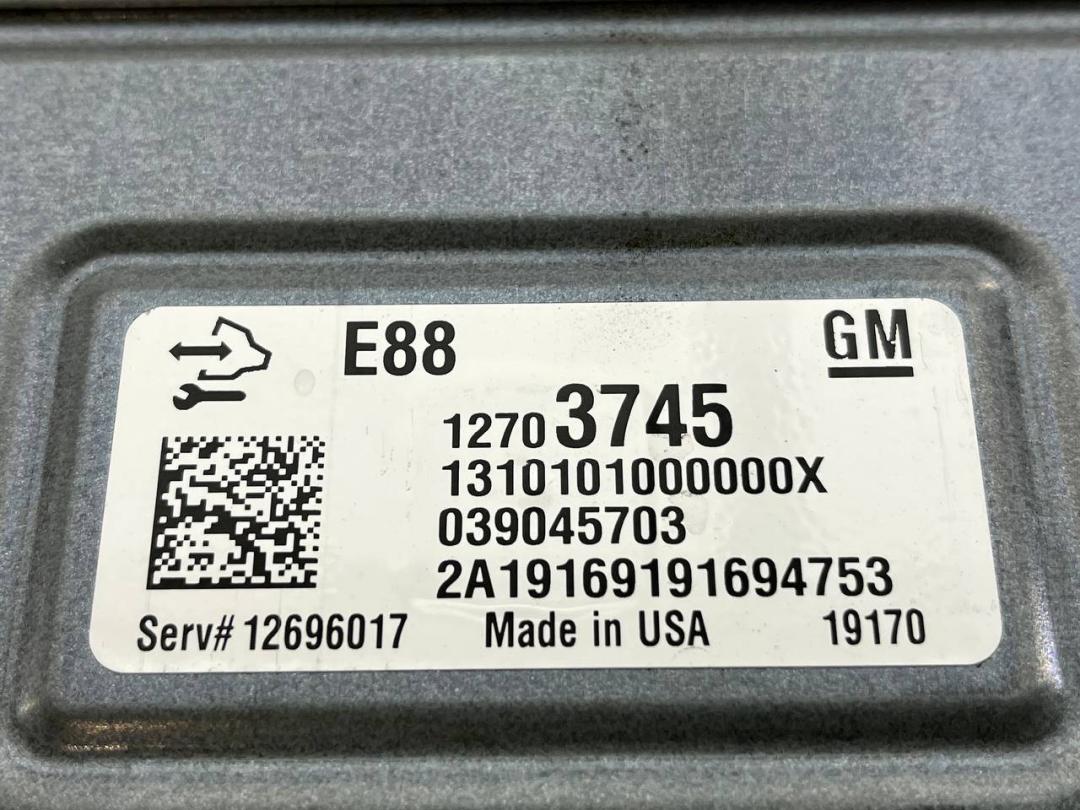 E88 GM
12703745
1310101000000X
039045703
2A19169191694753
Serv# 12696017 Made in USA 19170